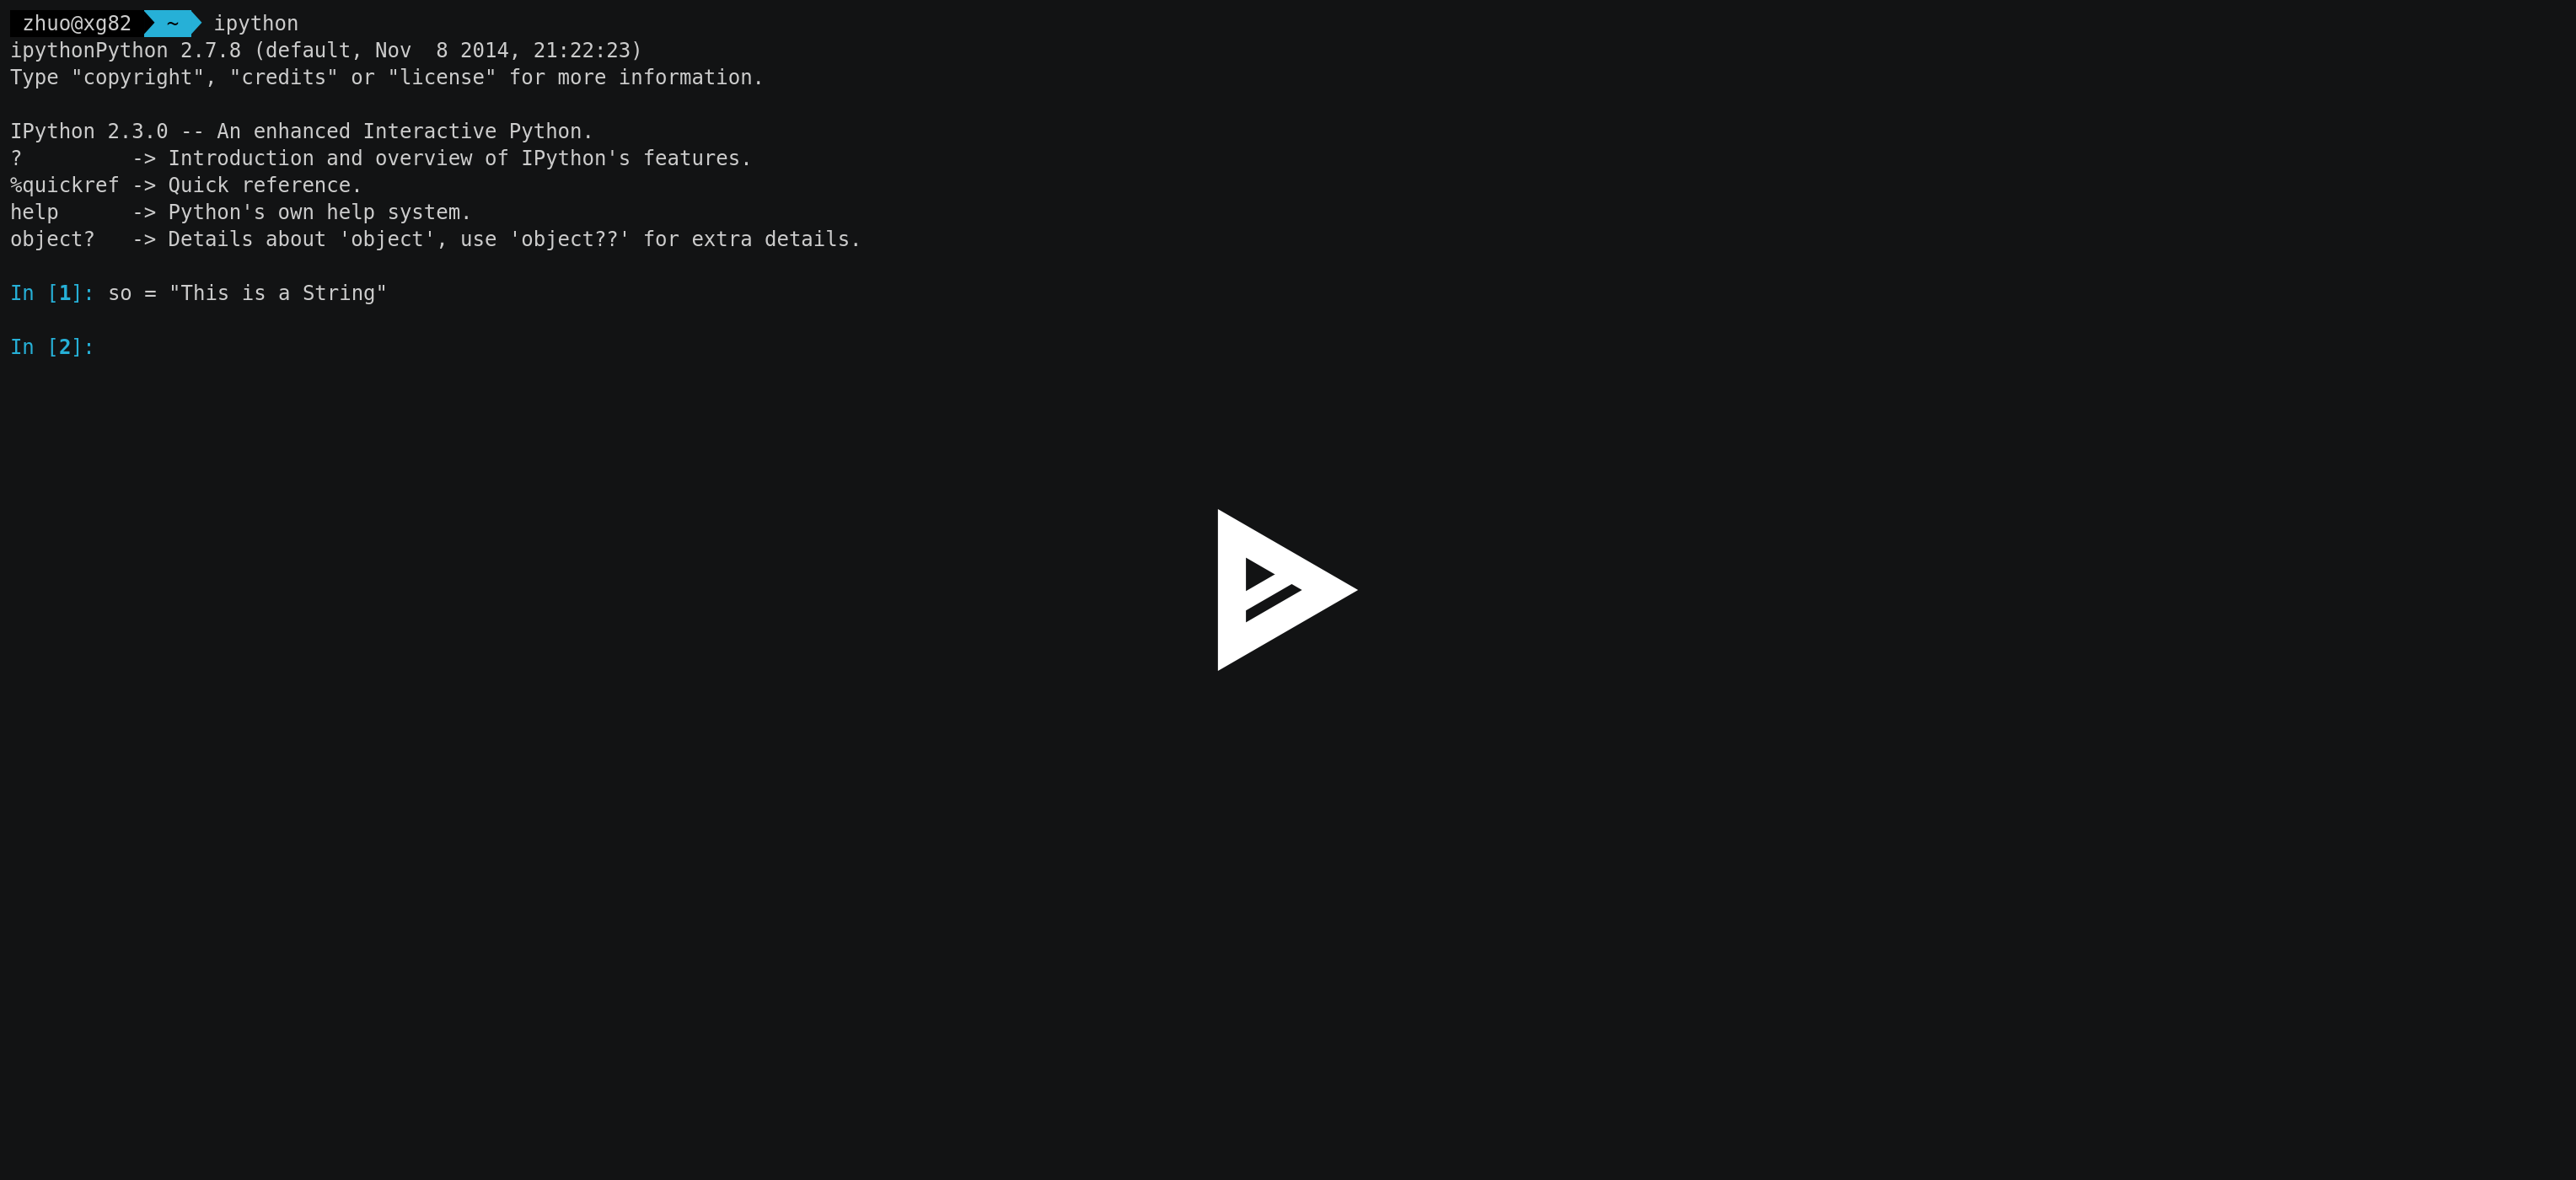 zhuo@xg82 ~ ipython
ipythonPython 2.7.8 (default, Nov  8 2014, 21:22:23)
Type "copyright", "credits" or "license" for more information.
IPython 2.3.0 -- An enhanced Interactive Python.
?         -> Introduction and overview of IPython's features.
%quickref -> Quick reference.
help      -> Python's own help system.
object?   -> Details about 'object', use 'object??' for extra details.
In [1]: so = "This is a String"
In [2]: